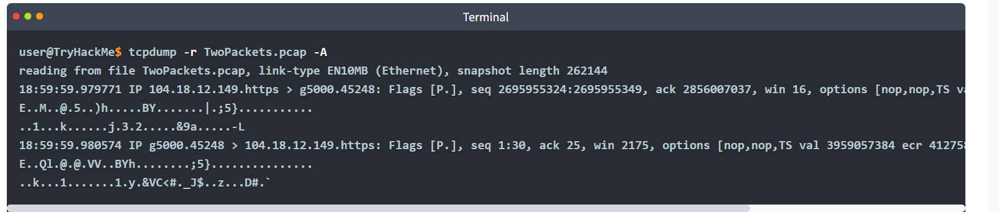 Terminal
user@TryHackMe$ tcpdump -r TwoPackets.pcap -A
reading from file TwoPackets.pcap, link-type EN10MB (Ethernet), snapshot length 262144
18:59:59.979771 IP 104.18.12.149.https > g5000.45248: Flags [P.], seq 2695955324:2695955349, ack 2856007037, win 16, options [nop,nop,TS va
E..M..@.5..)h.....BY.......|.;5}...........
..1...k......j.3.2.....&9a.....-L
18:59:59.980574 IP g5000.45248 > 104.18.12.149.https: Flags [P.], seq 1:30, ack 25, win 2175, options [nop,nop,TS val 3959057384 ecr 412758
E..Ql.@.@.VV..BYh........;5}...............
..k...1.......1.y.&VC<#._J$..z...D#.`